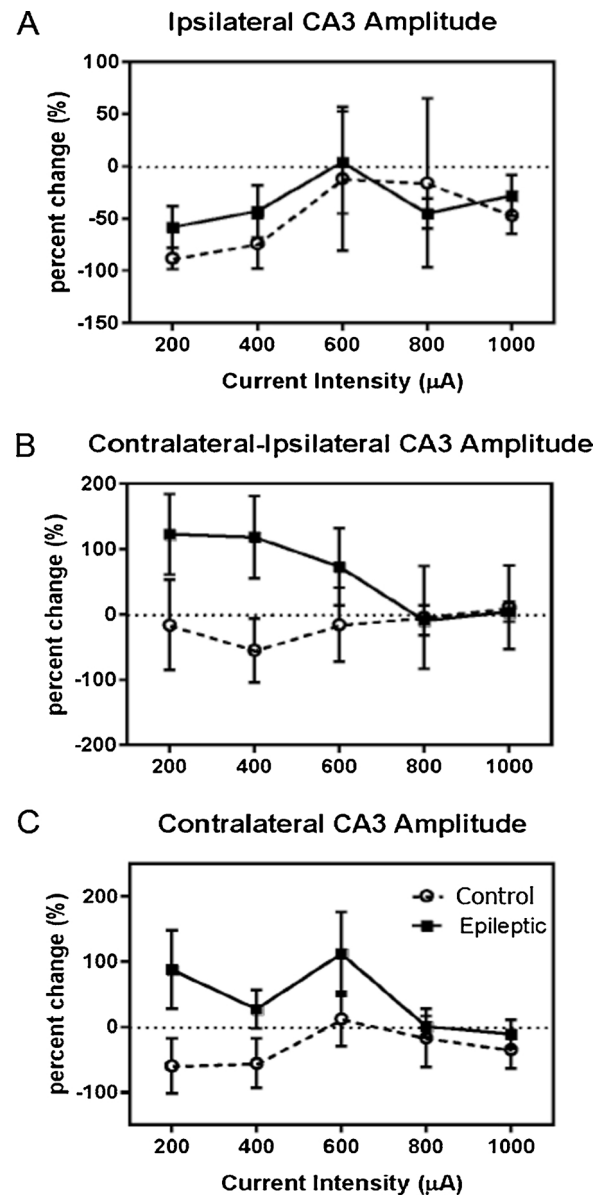 A
Ipsilateral CA3 Amplitude
percent change (%)
100
50
0
-50
-100
-150
200 400 600 800 1000
Current Intensity (µA)
B
Contralateral-Ipsilateral CA3 Amplitude
percent change (%)
200
100
0
-100
-200
200 400 600 800 1000
C
Contralateral CA3 Amplitude
percent change (%)
200
100
0
-100
Control
Epileptic
200 400 600 800 1000
Current Intensity (µA)